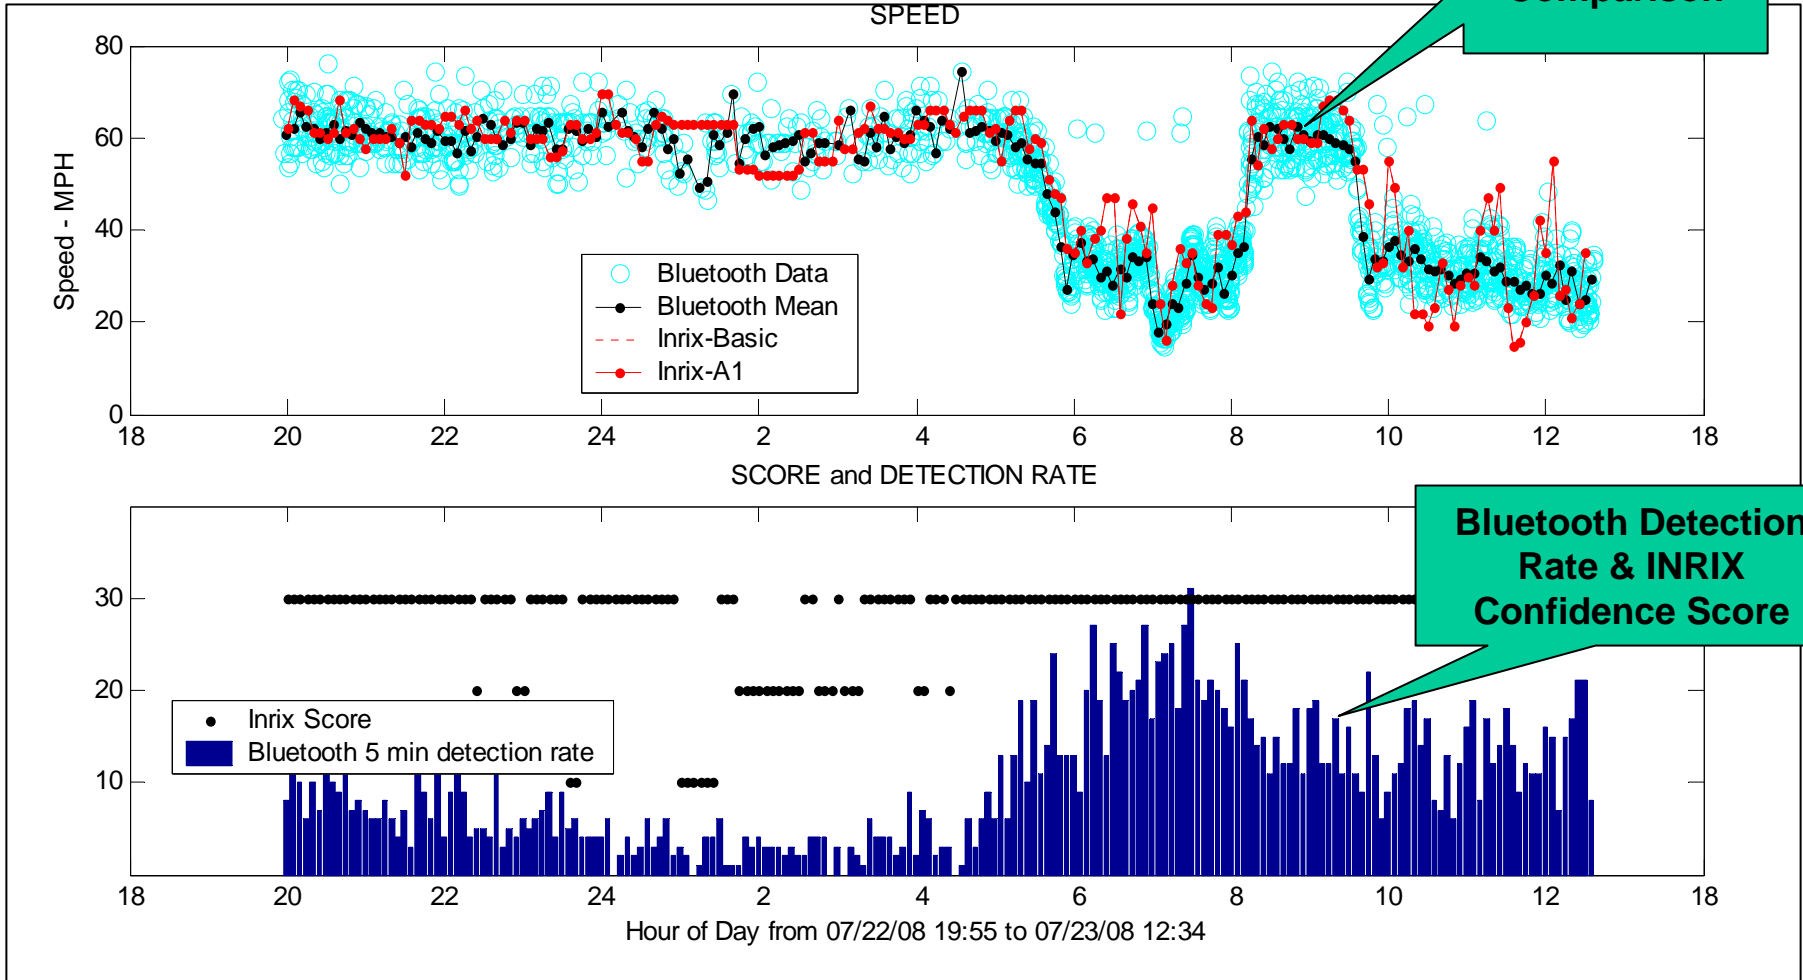 Comparison
SPEED
80
60
40
20
0
Speed - MPH
Bluetooth Data
Bluetooth Mean
Inrix-Basic
Inrix-A1
18 20 22 24 2 4 6 8 10 12 18
SCORE and DETECTION RATE
Bluetooth Detection
Rate & INRIX
Confidence Score
30
20
10
Inrix Score
Bluetooth 5 min detection rate
18 20 22 24 2 4 6 8 10 12 18
Hour of Day from 07/22/08 19:55 to 07/23/08 12:34